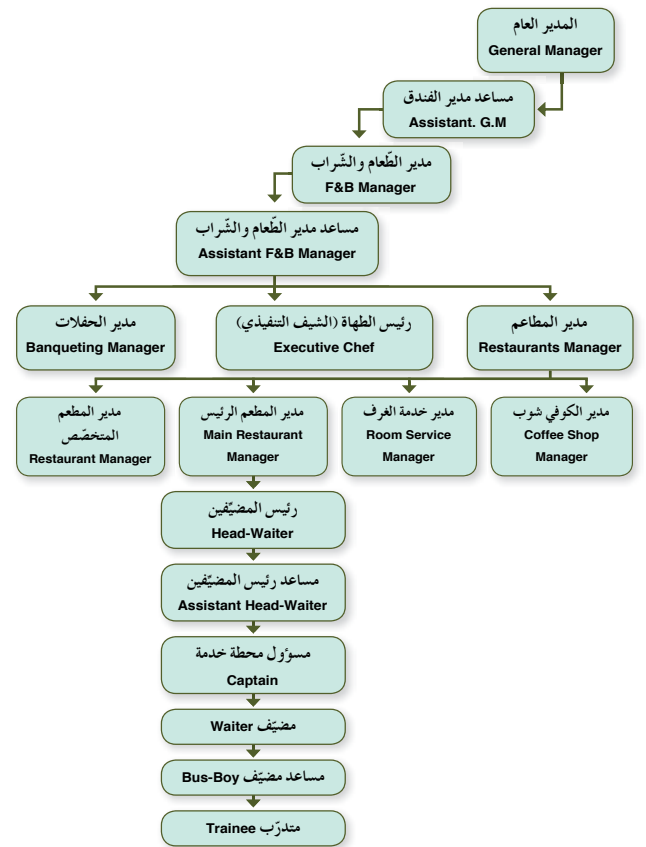 المدير العام
General Manager
مساعد مدير الفندق
Assistant. G.M
مدير الطّعام والشّراب
F&B Manager
مساعد مدير الطّعام والشّراب
Assistant F&B Manager
مدير المطاعم
Restaurants Manager
رئيس الطهاة (الشيف التنفيذي)
Executive Chef
مدير الحفلات
Banqueting Manager
مدير الكوفي شوب
Coffee Shop
Manager
مدير خدمة الغرف
Room Service
Manager
مدير المطعم الرئيس
Main Restaurant
Manager
مدير المطعم
المتخصّص
Restaurant Manager
رئيس المضيّفين
Head-Waiter
مساعد رئيس المضيّفين
Assistant Head-Waiter
مسؤول محطة خدمة
Captain
مضيّف Waiter
مساعد مضيّف Bus-Boy
متدرّب Trainee